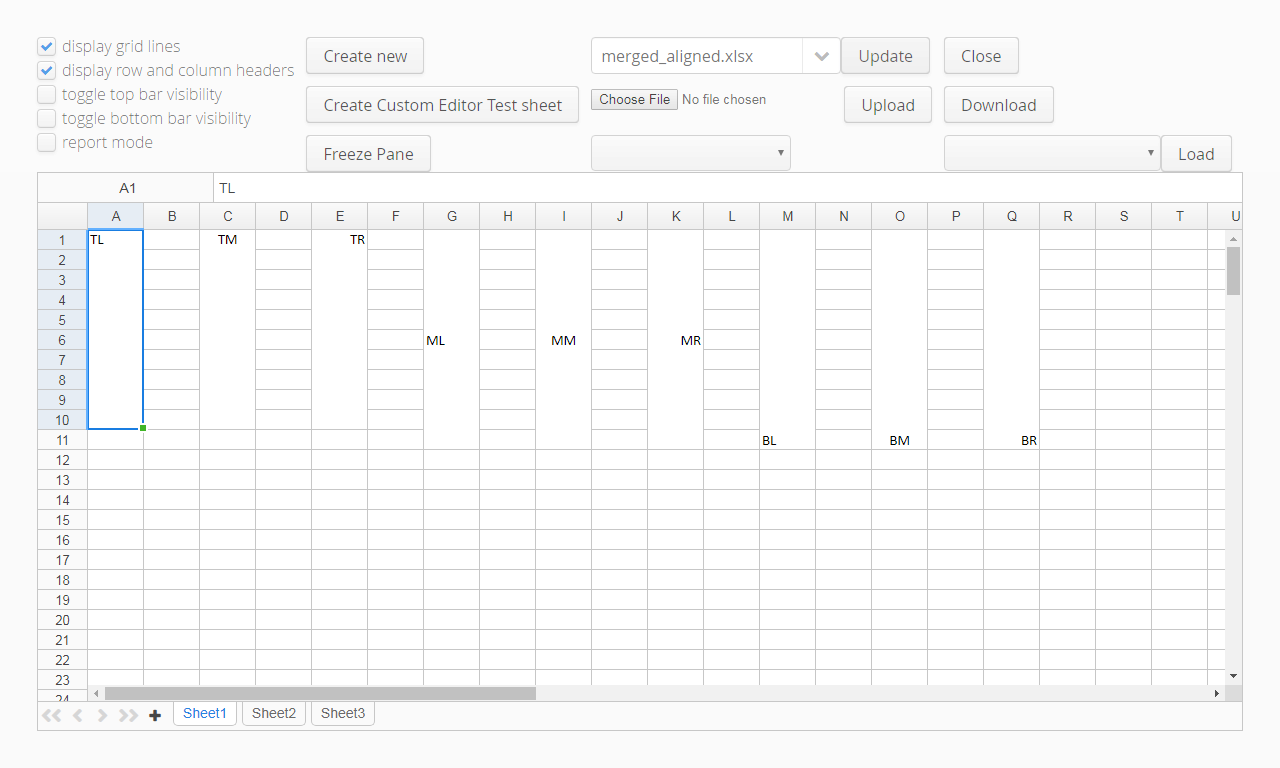 display grid lines
display row and column headers
toggle top bar visibility
toggle bottom bar visibility
report mode
Create new
merged_aligned.xlsx
Update
Close
Create Custom Editor Test sheet
Choose File No file chosen
Upload
Download
Freeze Pane
Load
A1 TL
A B C D E F G H I J K L M N O P Q R S T U
1 TL TM TR
2
3
4
5
6 ML MM MR
7
8
9
10
11 BL BM BR
12
13
14
15
16
17
18
19
20
21
22
23
24
Sheet1 Sheet2 Sheet3